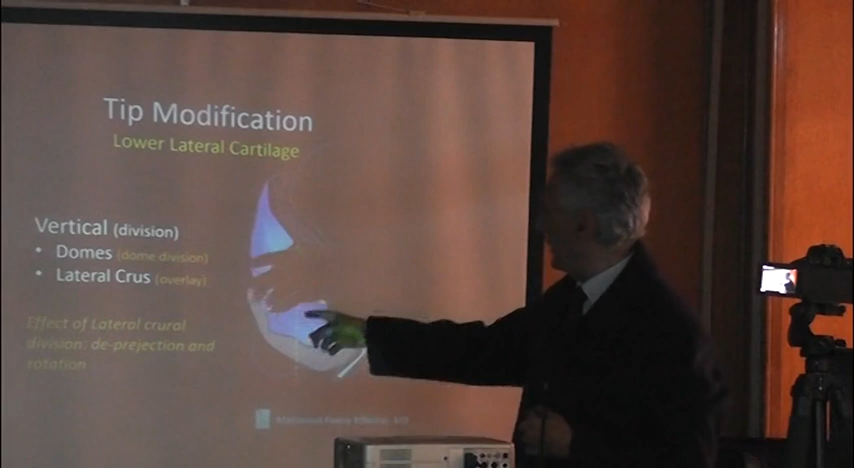 Tip Modification
Lower Lateral Cartilage
Vertical (division)
• Domes (dome division)
• Lateral Crus (overlay)
Effect of Lateral crural
division: de-projection and
rotation